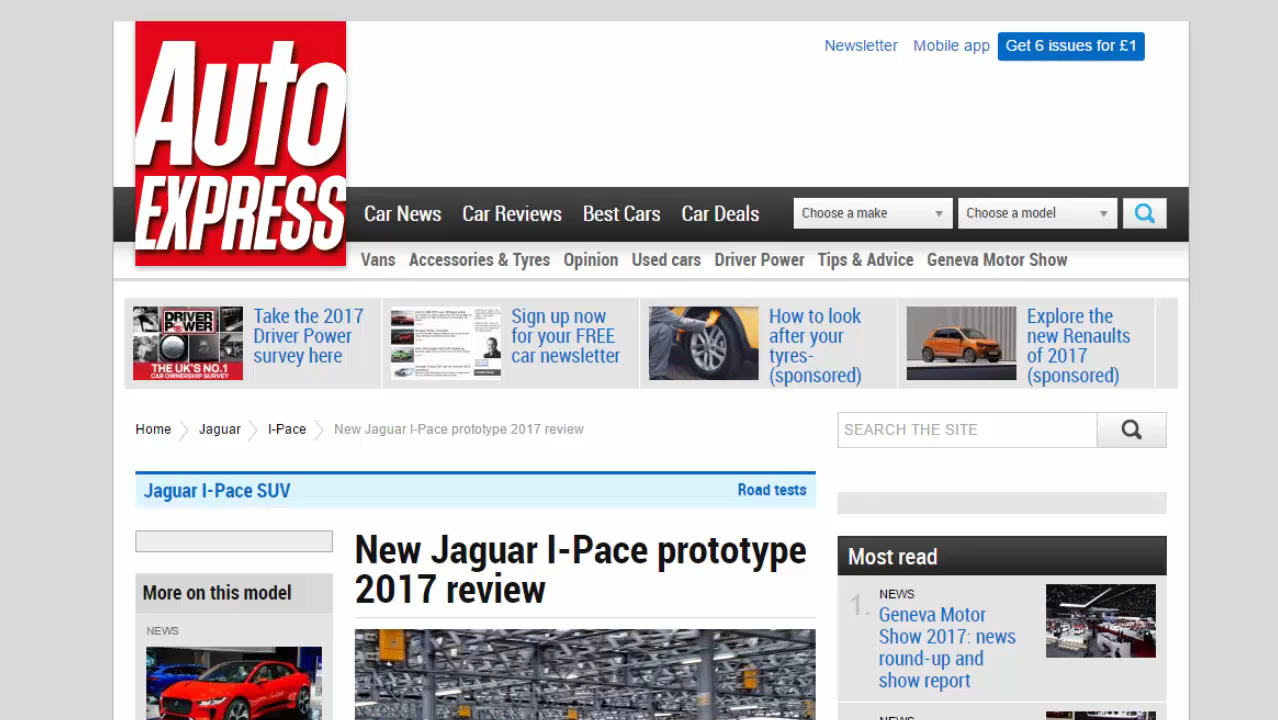 Auto
EXPRESS
Newsletter Mobile app Get 6 issues for £1
Car News Car Reviews Best Cars Car Deals Choose a make Choose a model
Vans Accessories & Tyres Opinion Used cars Driver Power Tips & Advice Geneva Motor Show
DRIVER
POWER
THE UK'S NO.1
CAR OWNERSHIP SURVEY
Take the 2017
Driver Power
survey here
Sign up now
for your FREE
car newsletter
How to look
after your
tyres-
(sponsored)
Explore the
new Renaults
of 2017
(sponsored)
Home Jaguar I-Pace New Jaguar I-Pace prototype 2017 review
SEARCH THE SITE
Jaguar I-Pace SUV Road tests
New Jaguar I-Pace prototype
2017 review
More on this model
NEWS
Most read
1.
NEWS
Geneva Motor
Show 2017: news
round-up and
show report
NEWS